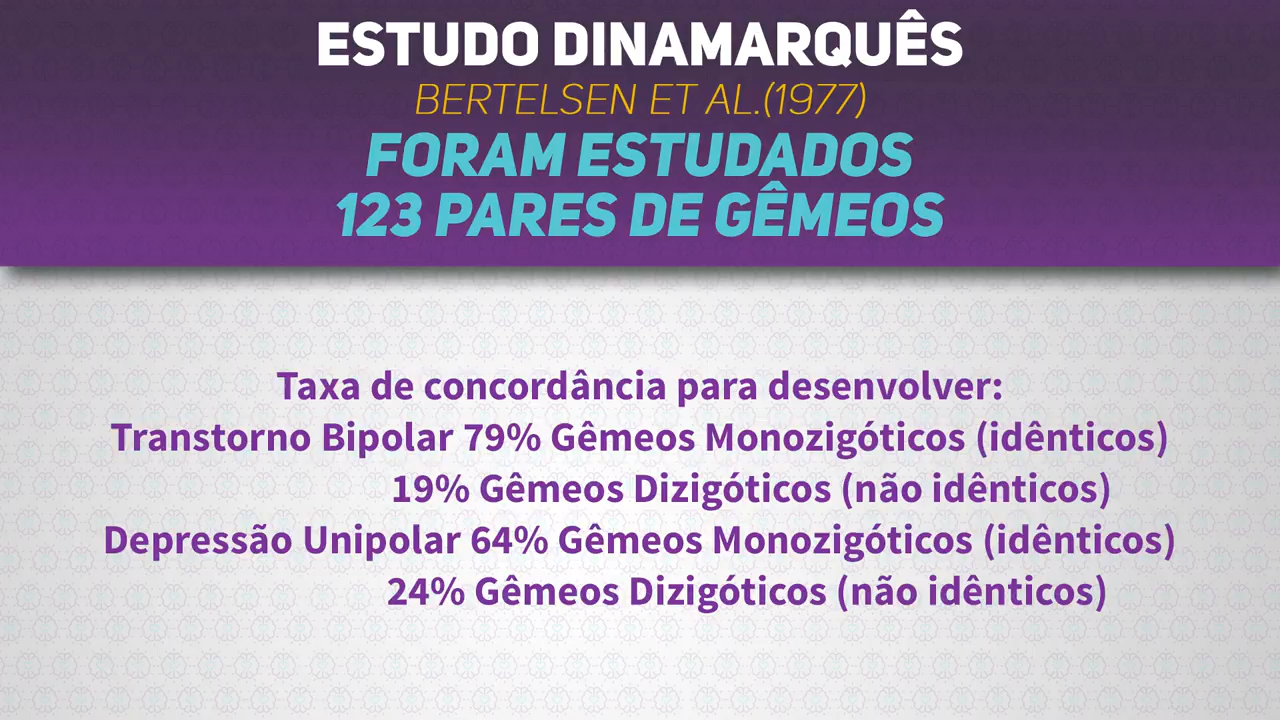 ESTUDO DINAMARQUÊS
BERTELSEN ET AL.(1977)
FORAM ESTUDADOS
123 PARES DE GÊMEOS
Taxa de concordância para desenvolver:
Transtorno Bipolar 79% Gêmeos Monozigóticos (idênticos)
19% Gêmeos Dizigóticos (não idênticos)
Depressão Unipolar 64% Gêmeos Monozigóticos (idênticos)
24% Gêmeos Dizigóticos (não idênticos)